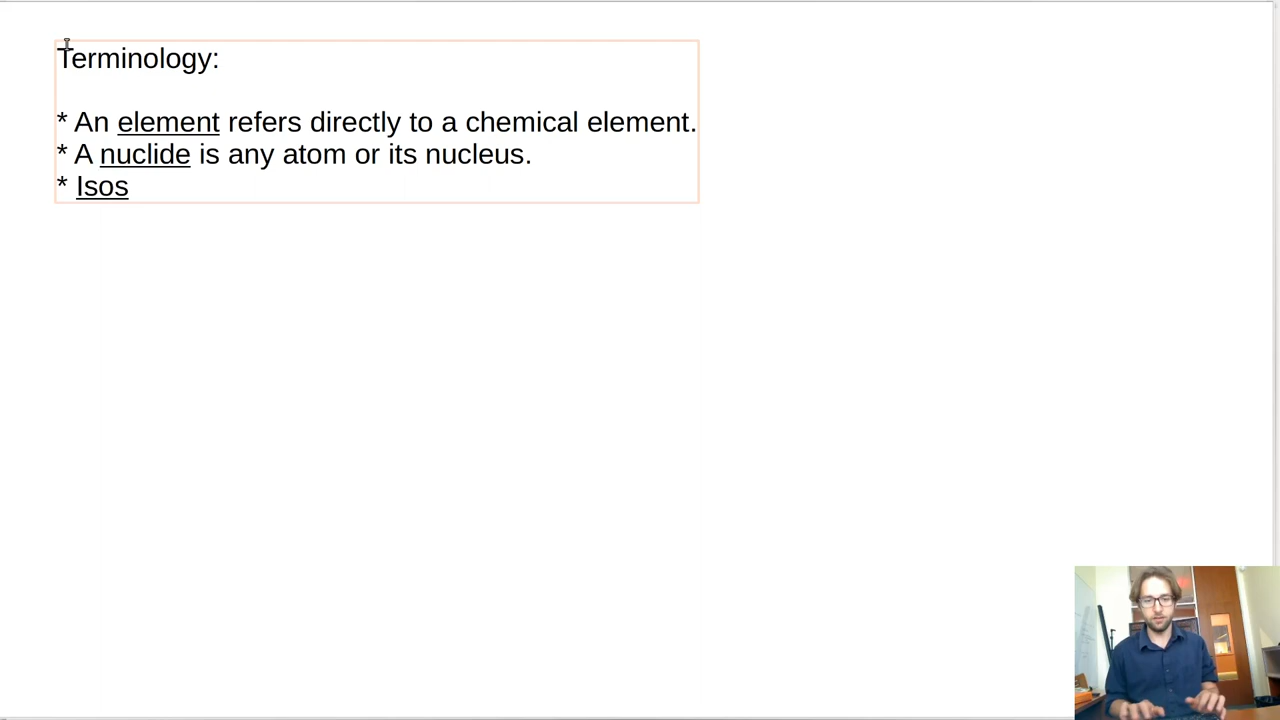 Terminology:
* An element refers directly to a chemical element.
* A nuclide is any atom or its nucleus.
* Isos